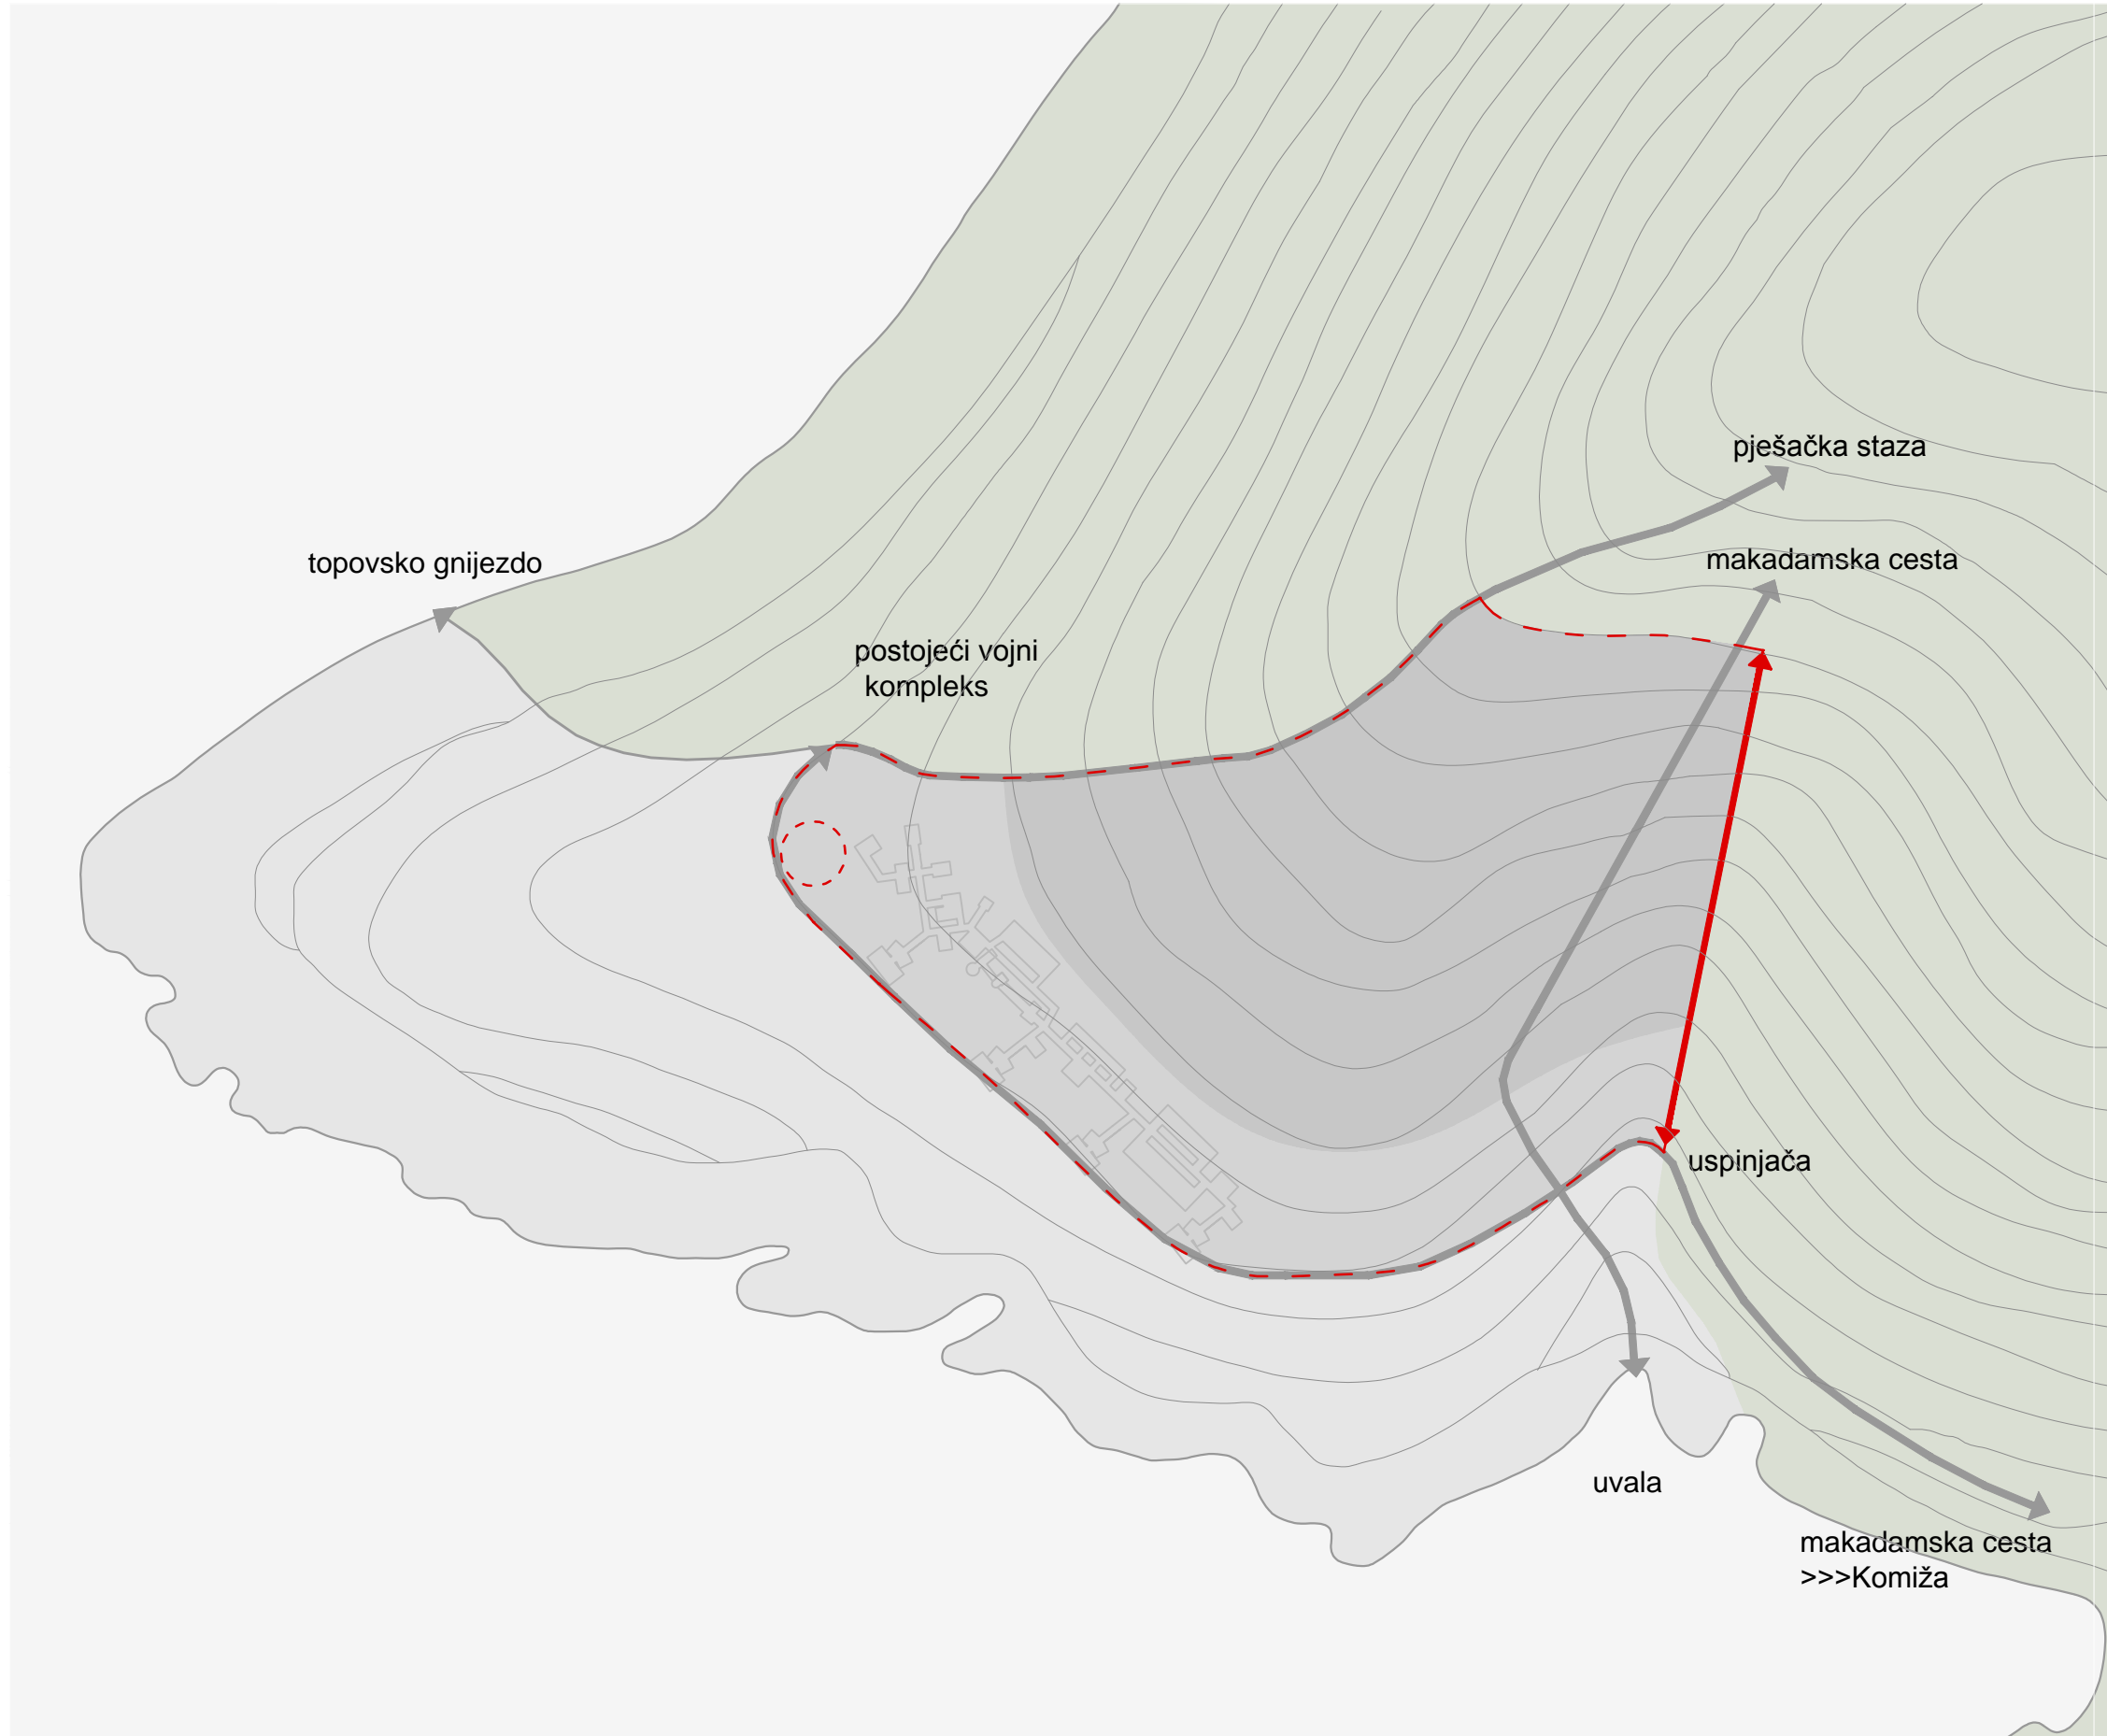 pješačka staza
makadamska cesta
topovsko gnijezdo
postojeći vojni
kompleks
uspinjača
uvala
makadamska cesta
>>>Komiža